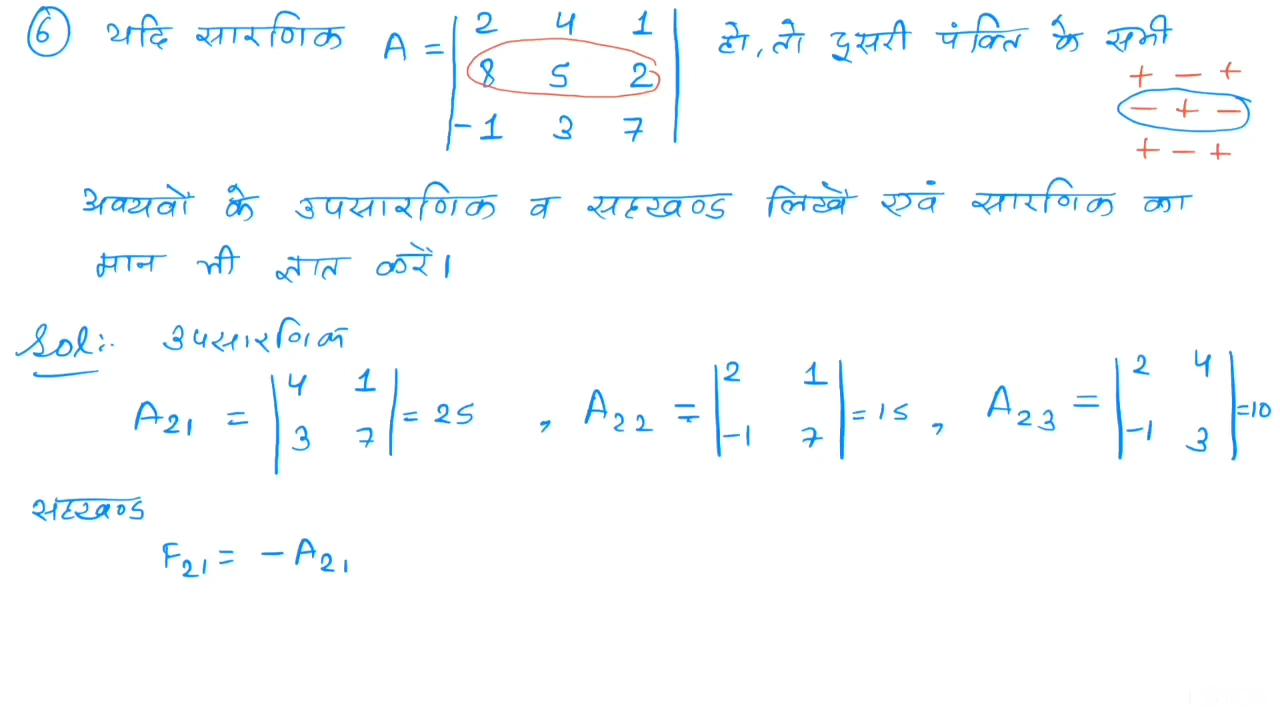 ⑥ यदि सारणिक A = | 2 4 1 | हो, तो दूसरी पंक्ति के सभी
| 8 5 2 |
| -1 3 7 |
+ - +
- + -
+ - +
अवयवों के उपसारणिक व सहखण्ड लिखें एवं सारणिक का
मान भी ज्ञात करें।
Sol:. उपसारणिक
A₂₁ = | 4 1 | = 25 , A₂₂ = | 2 1 | = 15 , A₂₃ = | 2 4 | = 10
| 3 7 | | -1 7 | | -1 3 |
सहखण्ड
F₂₁ = - A₂₁